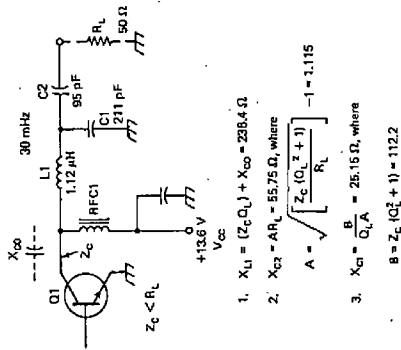 30 mHz
X_CO
Q1
Z_C
L1
1.12 μH
C2
95 pF
R_L
50 Ω
C1
211 pF
RFC1
Z_C < R_L
+13.6 V
V_CC
1. X_L1 = (Z_C Q_L) + X_CO = 238.4 Ω
2. X_C2 = AR_L = 55.75 Ω, where
A = √[Z_C (Q_L² + 1) / R_L] -1 = 1.115
3. X_C1 = B / Q_L A = 25.15 Ω, where
B = Z_C (Q_L² + 1) = 112.2